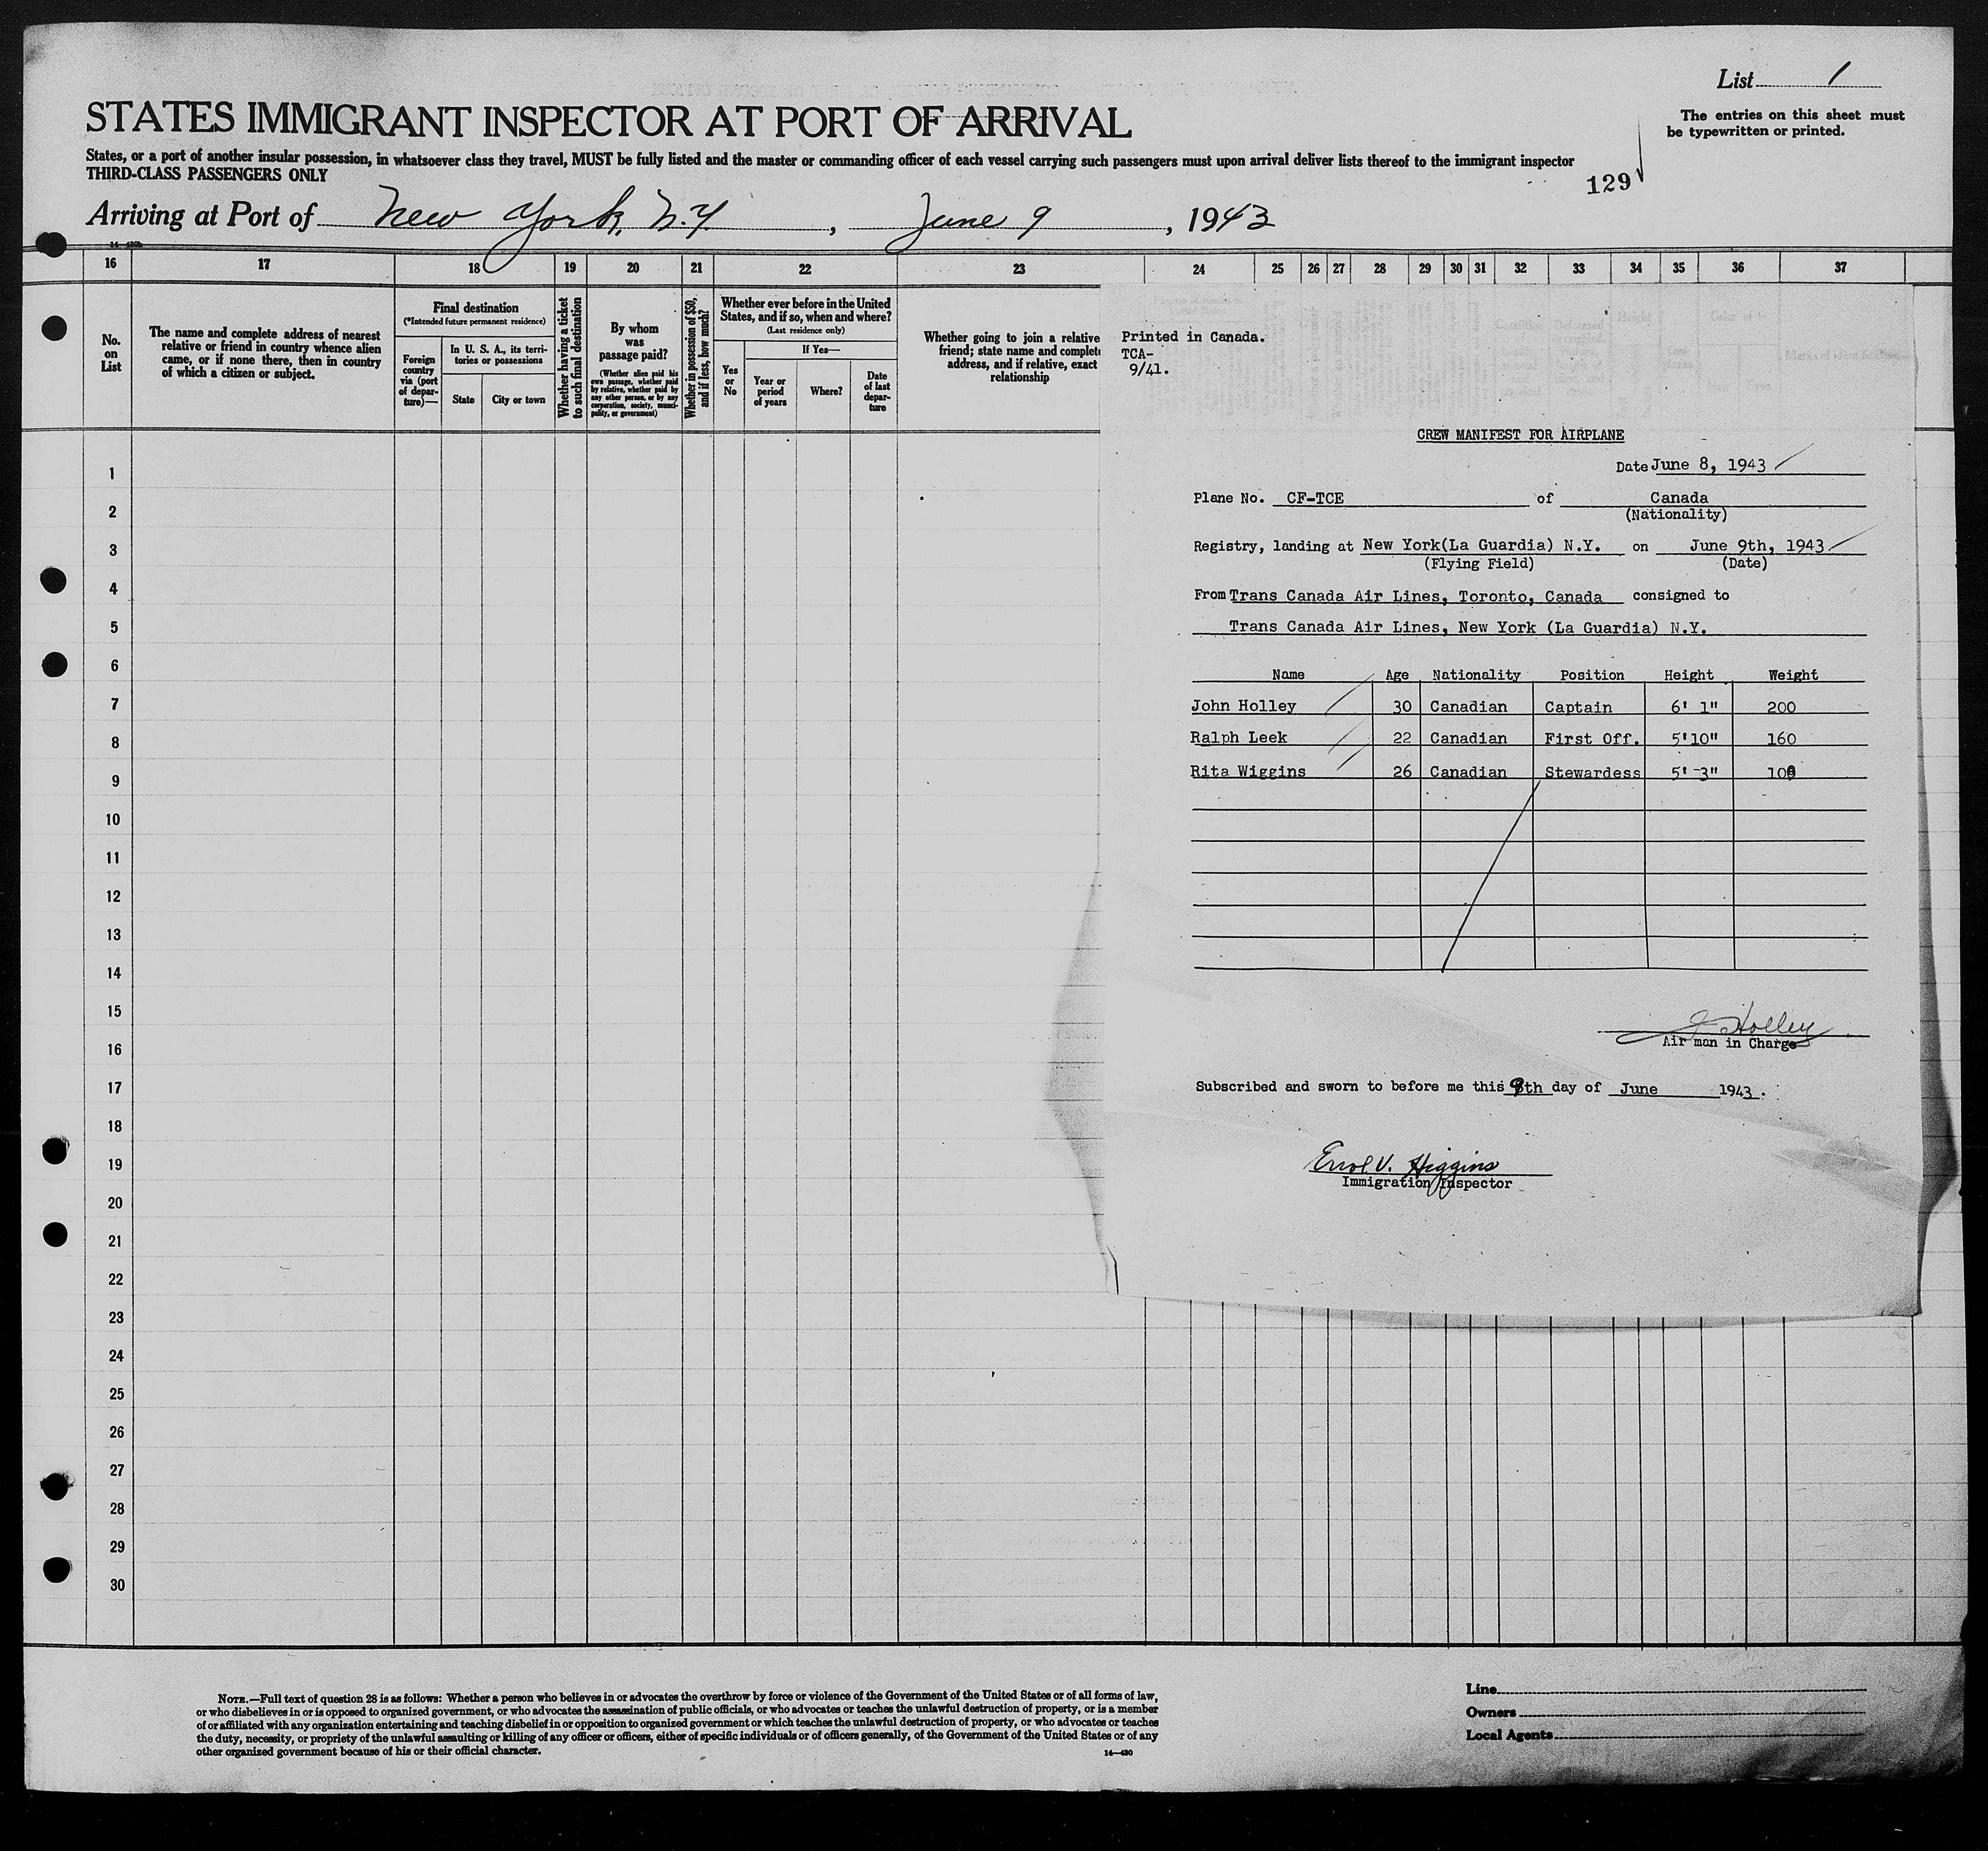 List 1
The entries on this sheet must
be typewritten or printed.
STATES IMMIGRANT INSPECTOR AT PORT OF ARRIVAL
States, or a port of another insular possession, in whatsoever class they travel, MUST be fully listed and the master or commanding officer of each vessel carrying such passengers must upon arrival deliver lists thereof to the immigrant inspector
THIRD-CLASS PASSENGERS ONLY
129
Arriving at Port of New York, N.Y. , June 9 , 1943
16 17 18 19 20 21 22 23 24 25 26 27 28 29 30 31 32 33 34 35 36 37
No.
on
List
The name and complete address of nearest
relative or friend in country whence alien
came, or if none there, then in country
of which a citizen or subject.
Final destination
(*Intended future permanent residence)
Foreign
country
via (port
of depar-
ture)—
In U. S. A., its terri-
tories or possessions
State
City or town
Whether having a ticket
to such final destination
By whom
was
passage paid?
(Whether alien paid his
own passage, whether paid
by relative, whether paid by
any other person, or by any
corporation, society, munici-
pality, or government)
Whether in possession of $50,
and if less, how much?
Whether ever before in the United
States, and if so, when and where?
(Last residence only)
Yes
or
No
If Yes—
Year or
period
of years
Where?
Date
of last
depar-
ture
Whether going to join a relative
friend; state name and complete
address, and if relative, exact
relationship
1
2
3
4
5
6
7
8
9
10
11
12
13
14
15
16
17
18
19
20
21
22
23
24
25
26
27
28
29
30
Printed in Canada.
TCA-
9/41.
CREW MANIFEST FOR AIRPLANE
Date June 8, 1943
Plane No. CF-TCE of Canada
(Nationality)
Registry, landing at New York(La Guardia) N.Y. on June 9th, 1943
(Flying Field) (Date)
From Trans Canada Air Lines, Toronto, Canada consigned to
Trans Canada Air Lines, New York (La Guardia) N.Y.
Name Age Nationality Position Height Weight
John Holley 30 Canadian Captain 6' 1" 200
Ralph Leek 22 Canadian First Off. 5'10" 160
Rita Wiggins 26 Canadian Stewardess 5'-3"
J Holley
Air man in Charge
Subscribed and sworn to before me this 9th day of June 1943.
Errol V. Higgins
Immigration Inspector
NOTE.—Full text of question 28 is as follows: Whether a person who believes in or advocates the overthrow by force or violence of the Government of the United States or of all forms of law,
or who disbelieves in or is opposed to organized government, or who advocates the assassination of public officials, or who advocates or teaches the unlawful destruction of property, or is a member
of or affiliated with any organization entertaining and teaching disbelief in or opposition to organized government or which teaches the unlawful destruction of property, or who advocates or teaches
the duty, necessity, or propriety of the unlawful assaulting or killing of any officer or officers, either of specific individuals or of officers generally, of the Government of the United States or of any
other organized government because of his or their official character.
14—430
Line
Owners
Local Agents